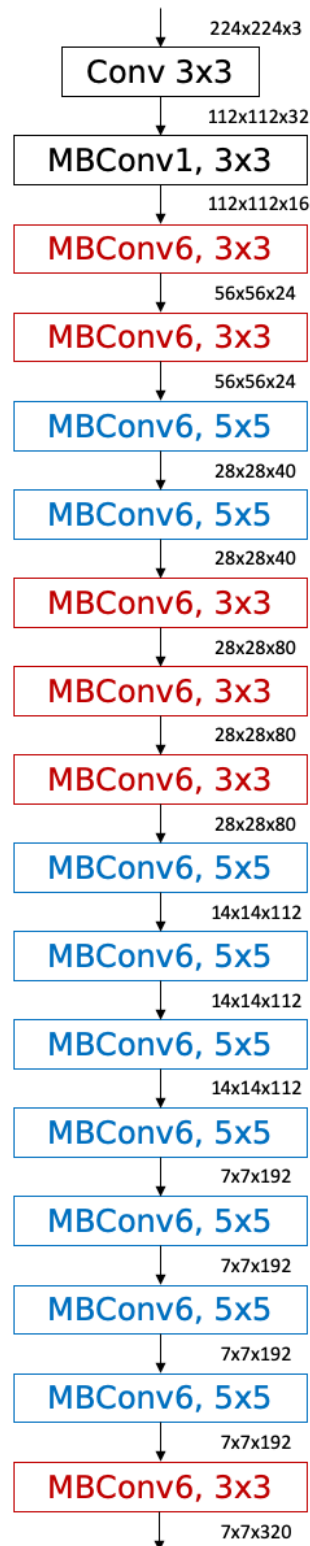 224x224x3
Conv 3x3
112x112x32
MBConv1, 3x3
112x112x16
MBConv6, 3x3
56x56x24
MBConv6, 3x3
56x56x24
MBConv6, 5x5
28x28x40
MBConv6, 5x5
28x28x40
MBConv6, 3x3
28x28x80
MBConv6, 3x3
28x28x80
MBConv6, 3x3
28x28x80
MBConv6, 5x5
14x14x112
MBConv6, 5x5
14x14x112
MBConv6, 5x5
14x14x112
MBConv6, 5x5
7x7x192
MBConv6, 5x5
7x7x192
MBConv6, 5x5
7x7x192
MBConv6, 5x5
7x7x192
MBConv6, 3x3
7x7x320